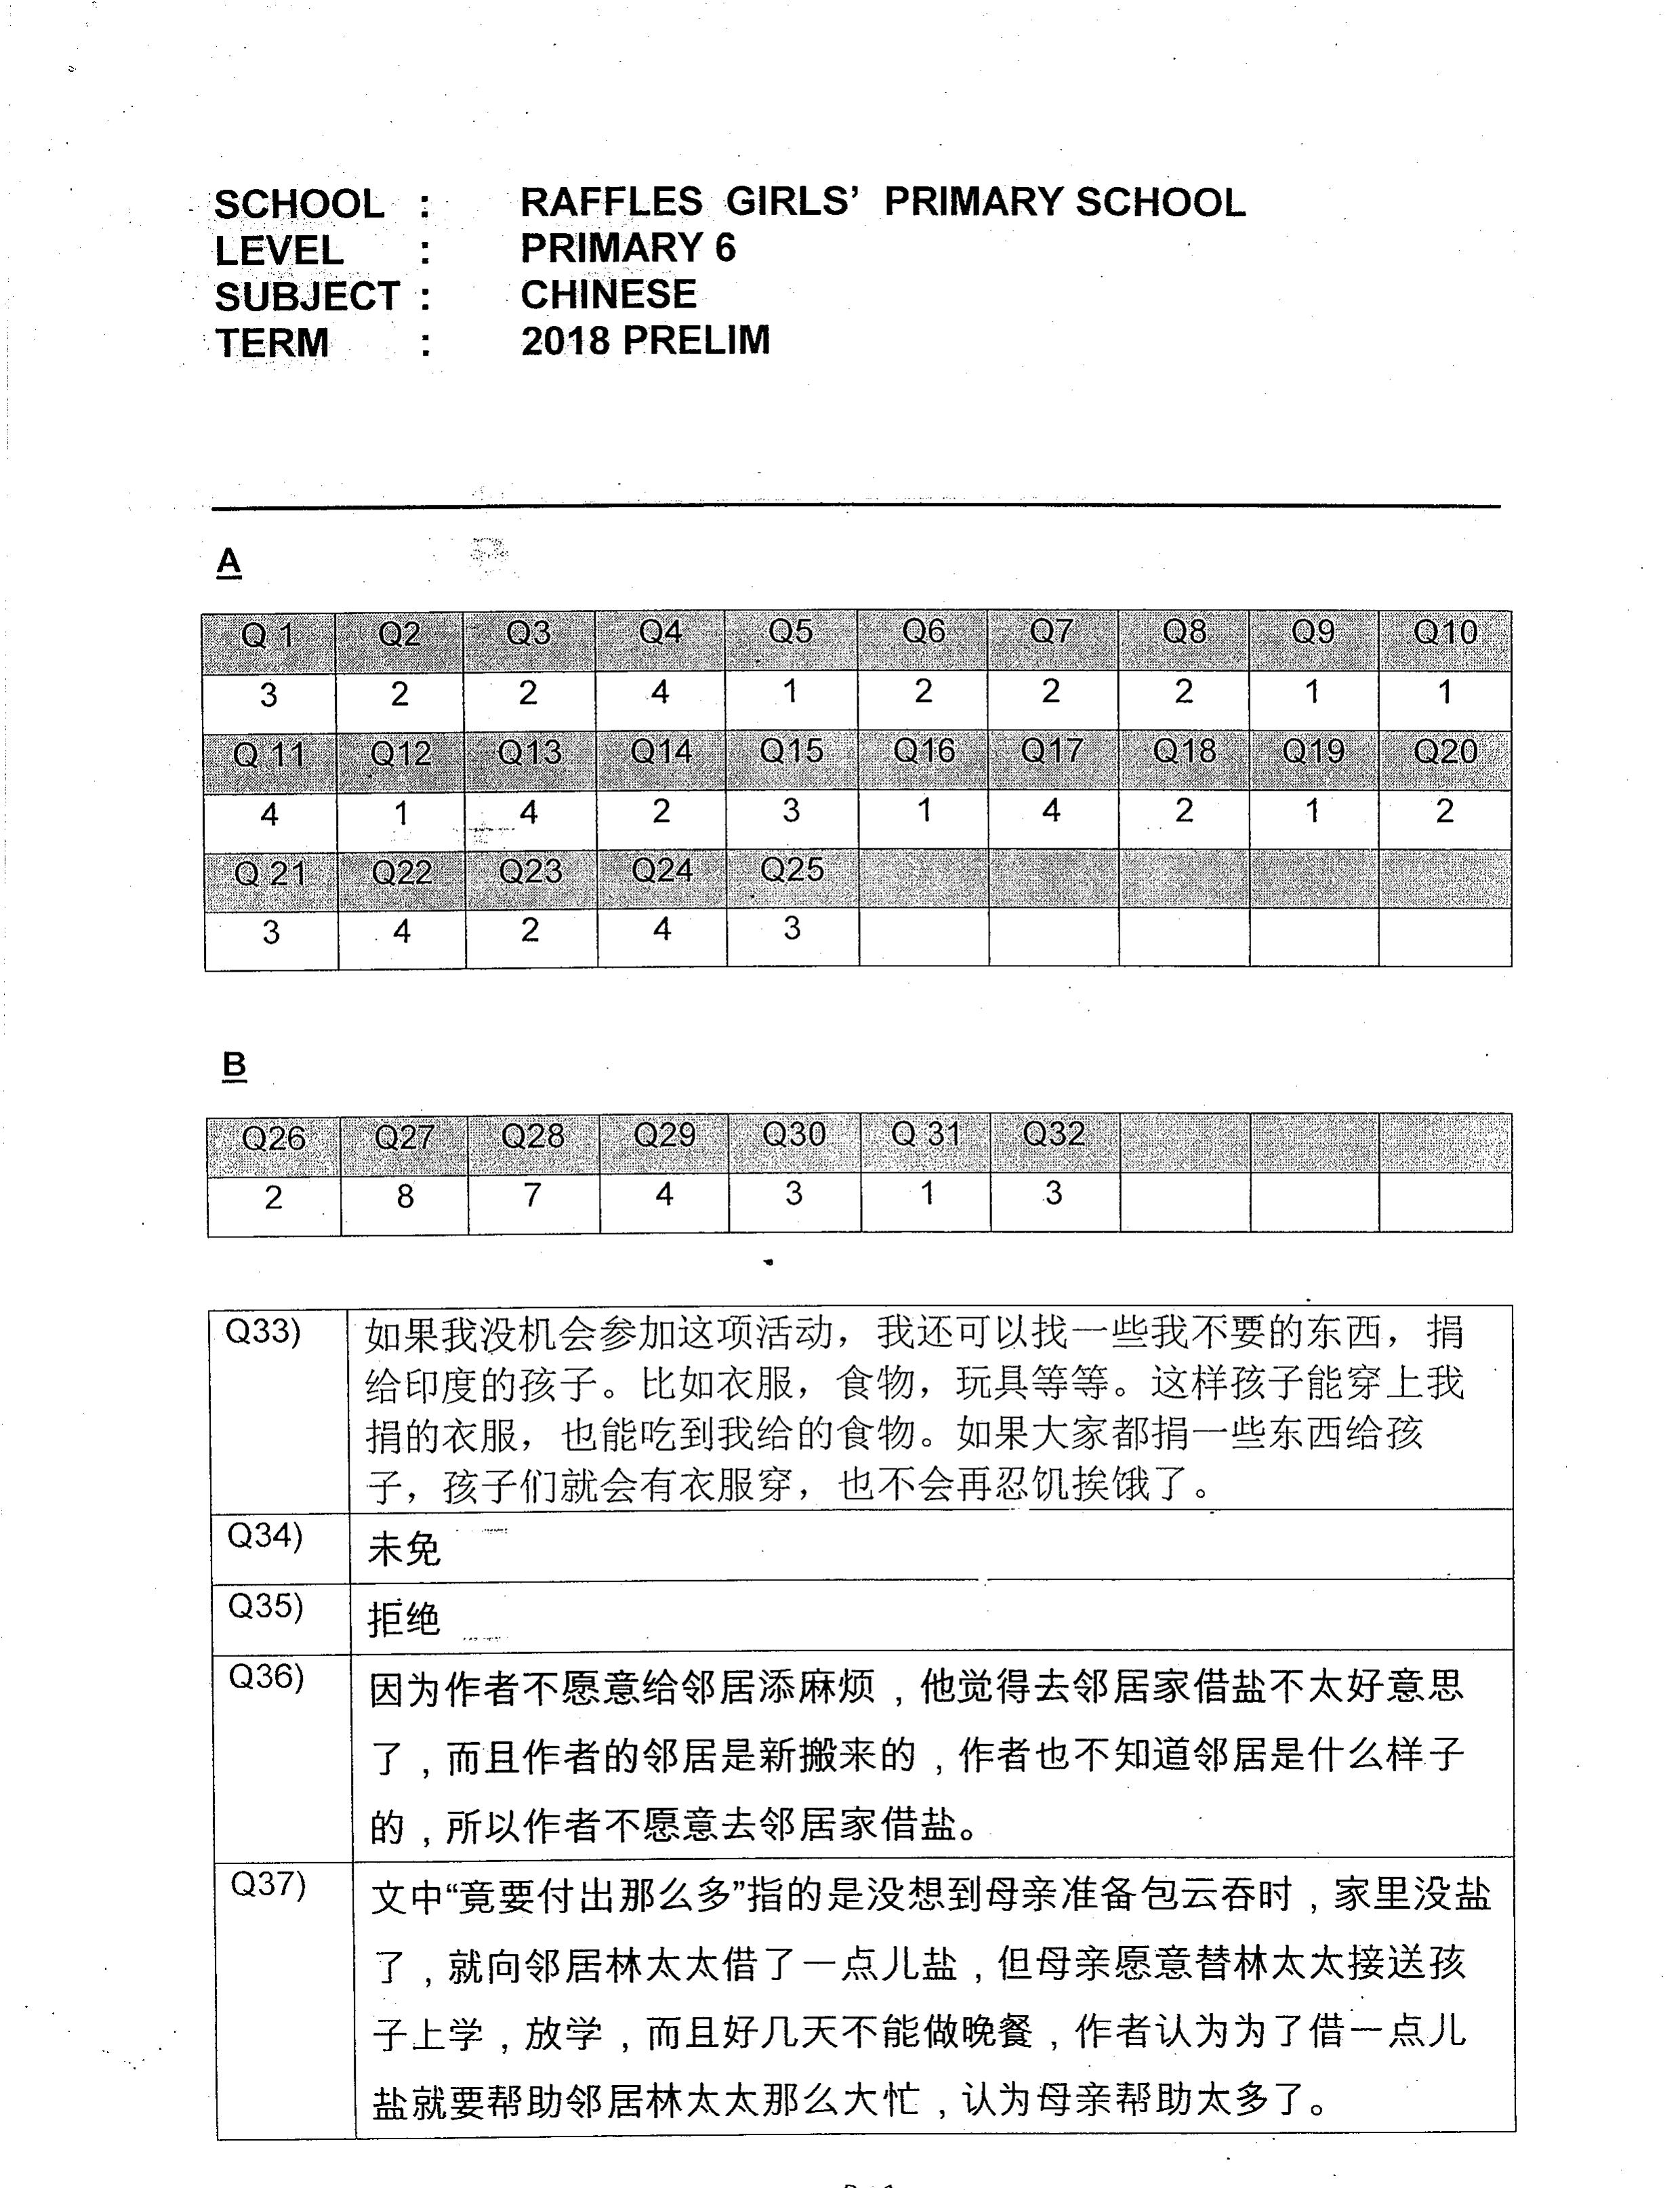 SCHOOL : RAFFLES GIRLS' PRIMARY SCHOOL
LEVEL : PRIMARY 6
SUBJECT : CHINESE
TERM : 2018 PRELIM
A
Q 1 Q2 Q3 Q4 Q5 Q6 Q7 Q8 Q9 Q10
3 2 2 4 1 2 2 2 1 1
Q 11 Q12 Q13 Q14 Q15 Q16 Q17 Q18 Q19 Q20
4 1 4 2 3 1 4 2 1 2
Q 21 Q22 Q23 Q24 Q25
3 4 2 4 3
B
Q26 Q27 Q28 Q29 Q30 Q 31 Q32
2 8 7 4 3 1 3
Q33) 如果我没机会参加这项活动，我还可以找一些我不要的东西，捐
给印度的孩子。比如衣服，食物，玩具等等。这样孩子能穿上我
捐的衣服，也能吃到我给的食物。如果大家都捐一些东西给孩
子，孩子们就会有衣服穿，也不会再忍饥挨饿了。
Q34) 未免
Q35) 拒绝
Q36) 因为作者不愿意给邻居添麻烦，他觉得去邻居家借盐不太好意思
了，而且作者的邻居是新搬来的，作者也不知道邻居是什么样子
的，所以作者不愿意去邻居家借盐。
Q37) 文中“竟要付出那么多”指的是没想到母亲准备包云吞时，家里没盐
了，就向邻居林太太借了一点儿盐，但母亲愿意替林太太接送孩
子上学，放学，而且好几天不能做晚餐，作者认为为了借一点儿
盐就要帮助邻居林太太那么大忙，认为母亲帮助太多了。